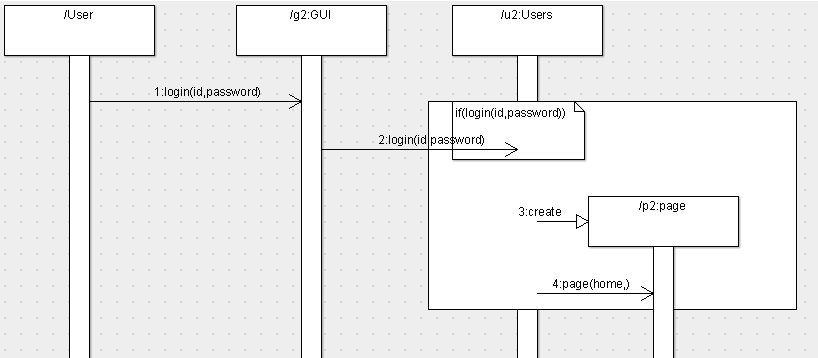 /User
/g2:GUI
/u2:Users
1:login(id,password)
if(login(id,password))
2:login(id,password)
/p2:page
3:create
4:page(home,)